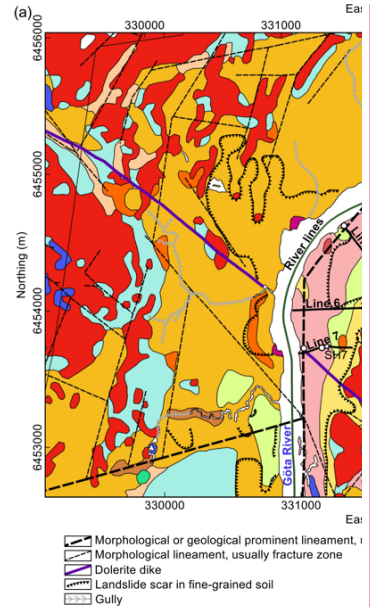 (a)
Eas
330000
331000
6456000
6455000
6454000
6453000
Northing (m)
River lines
Line 6
Line 7
SH7
Göta River
330000
331000
Eas
Morphological or geological prominent lineament, u
Morphological lineament, usually fracture zone
Dolerite dike
Landslide scar in fine-grained soil
Gully